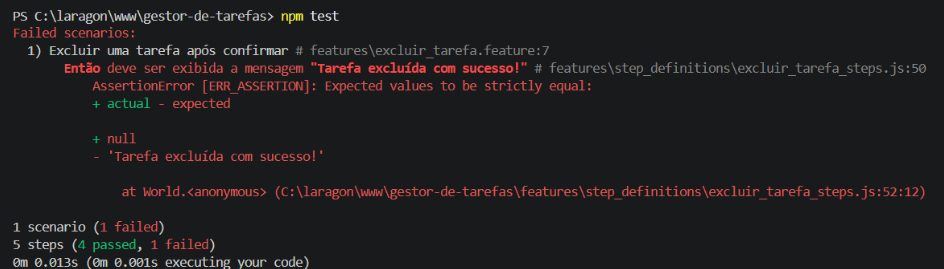 PS C:\laragon\www\gestor-de-tarefas> npm test
Failed scenarios:
1) Excluir uma tarefa após confirmar # features\excluir_tarefa.feature:7
Então deve ser exibida a mensagem "Tarefa excluída com sucesso!" # features\step_definitions\excluir_tarefa_steps.js:50
AssertionError [ERR_ASSERTION]: Expected values to be strictly equal:
+ actual - expected
+ null
- 'Tarefa excluída com sucesso!'
at World.<anonymous> (C:\laragon\www\gestor-de-tarefas\features\step_definitions\excluir_tarefa_steps.js:52:12)
1 scenario (1 failed)
5 steps (4 passed, 1 failed)
0m 0.013s (0m 0.001s executing your code)